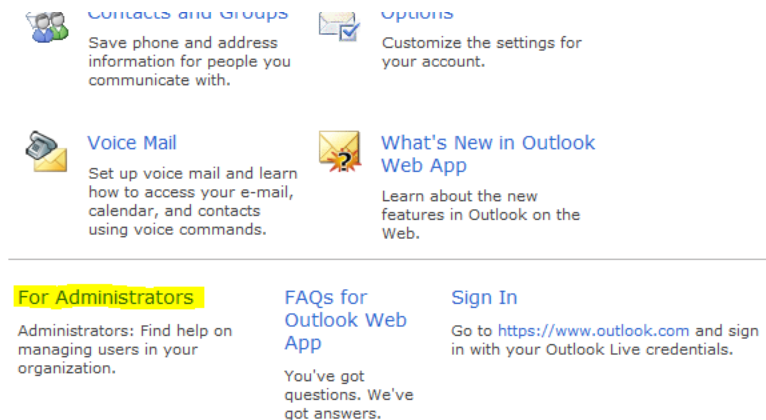 Contacts and Groups
Save phone and address
information for people you
communicate with.
Options
Customize the settings for
your account.
Voice Mail
Set up voice mail and learn
how to access your e-mail,
calendar, and contacts
using voice commands.
What's New in Outlook
Web App
Learn about the new
features in Outlook on the
Web.
For Administrators
Administrators: Find help on
managing users in your
organization.
FAQs for
Outlook Web
App
You've got
questions. We've
got answers.
Sign In
Go to https://www.outlook.com and sign
in with your Outlook Live credentials.